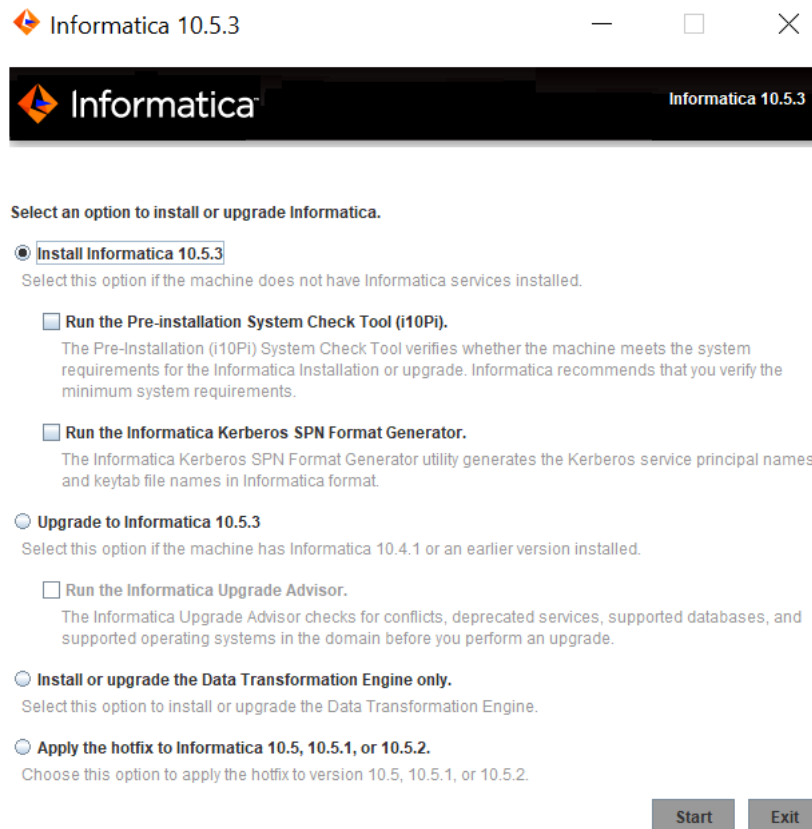 Informatica 10.5.3
Informatica
Informatica 10.5.3
Select an option to install or upgrade Informatica.
Install Informatica 10.5.3
Select this option if the machine does not have Informatica services installed.
Run the Pre-installation System Check Tool (i10Pi).
The Pre-Installation (i10Pi) System Check Tool verifies whether the machine meets the system
requirements for the Informatica Installation or upgrade. Informatica recommends that you verify the
minimum system requirements.
Run the Informatica Kerberos SPN Format Generator.
The Informatica Kerberos SPN Format Generator utility generates the Kerberos service principal names
and keytab file names in Informatica format.
Upgrade to Informatica 10.5.3
Select this option if the machine has Informatica 10.4.1 or an earlier version installed.
Run the Informatica Upgrade Advisor.
The Informatica Upgrade Advisor checks for conflicts, deprecated services, supported databases, and
supported operating systems in the domain before you perform an upgrade.
Install or upgrade the Data Transformation Engine only.
Select this option to install or upgrade the Data Transformation Engine.
Apply the hotfix to Informatica 10.5, 10.5.1, or 10.5.2.
Choose this option to apply the hotfix to version 10.5, 10.5.1, or 10.5.2.
Start Exit